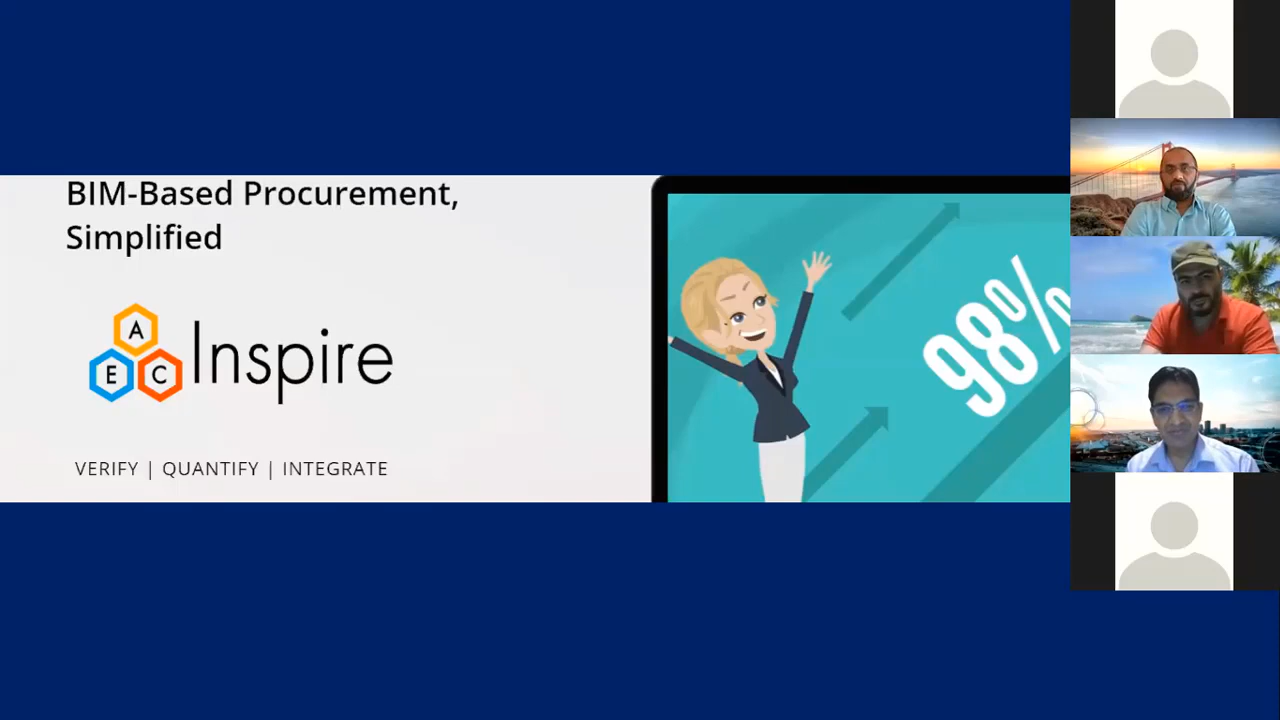 BIM-Based Procurement,
Simplified
A
E C Inspire
VERIFY | QUANTIFY | INTEGRATE
98%